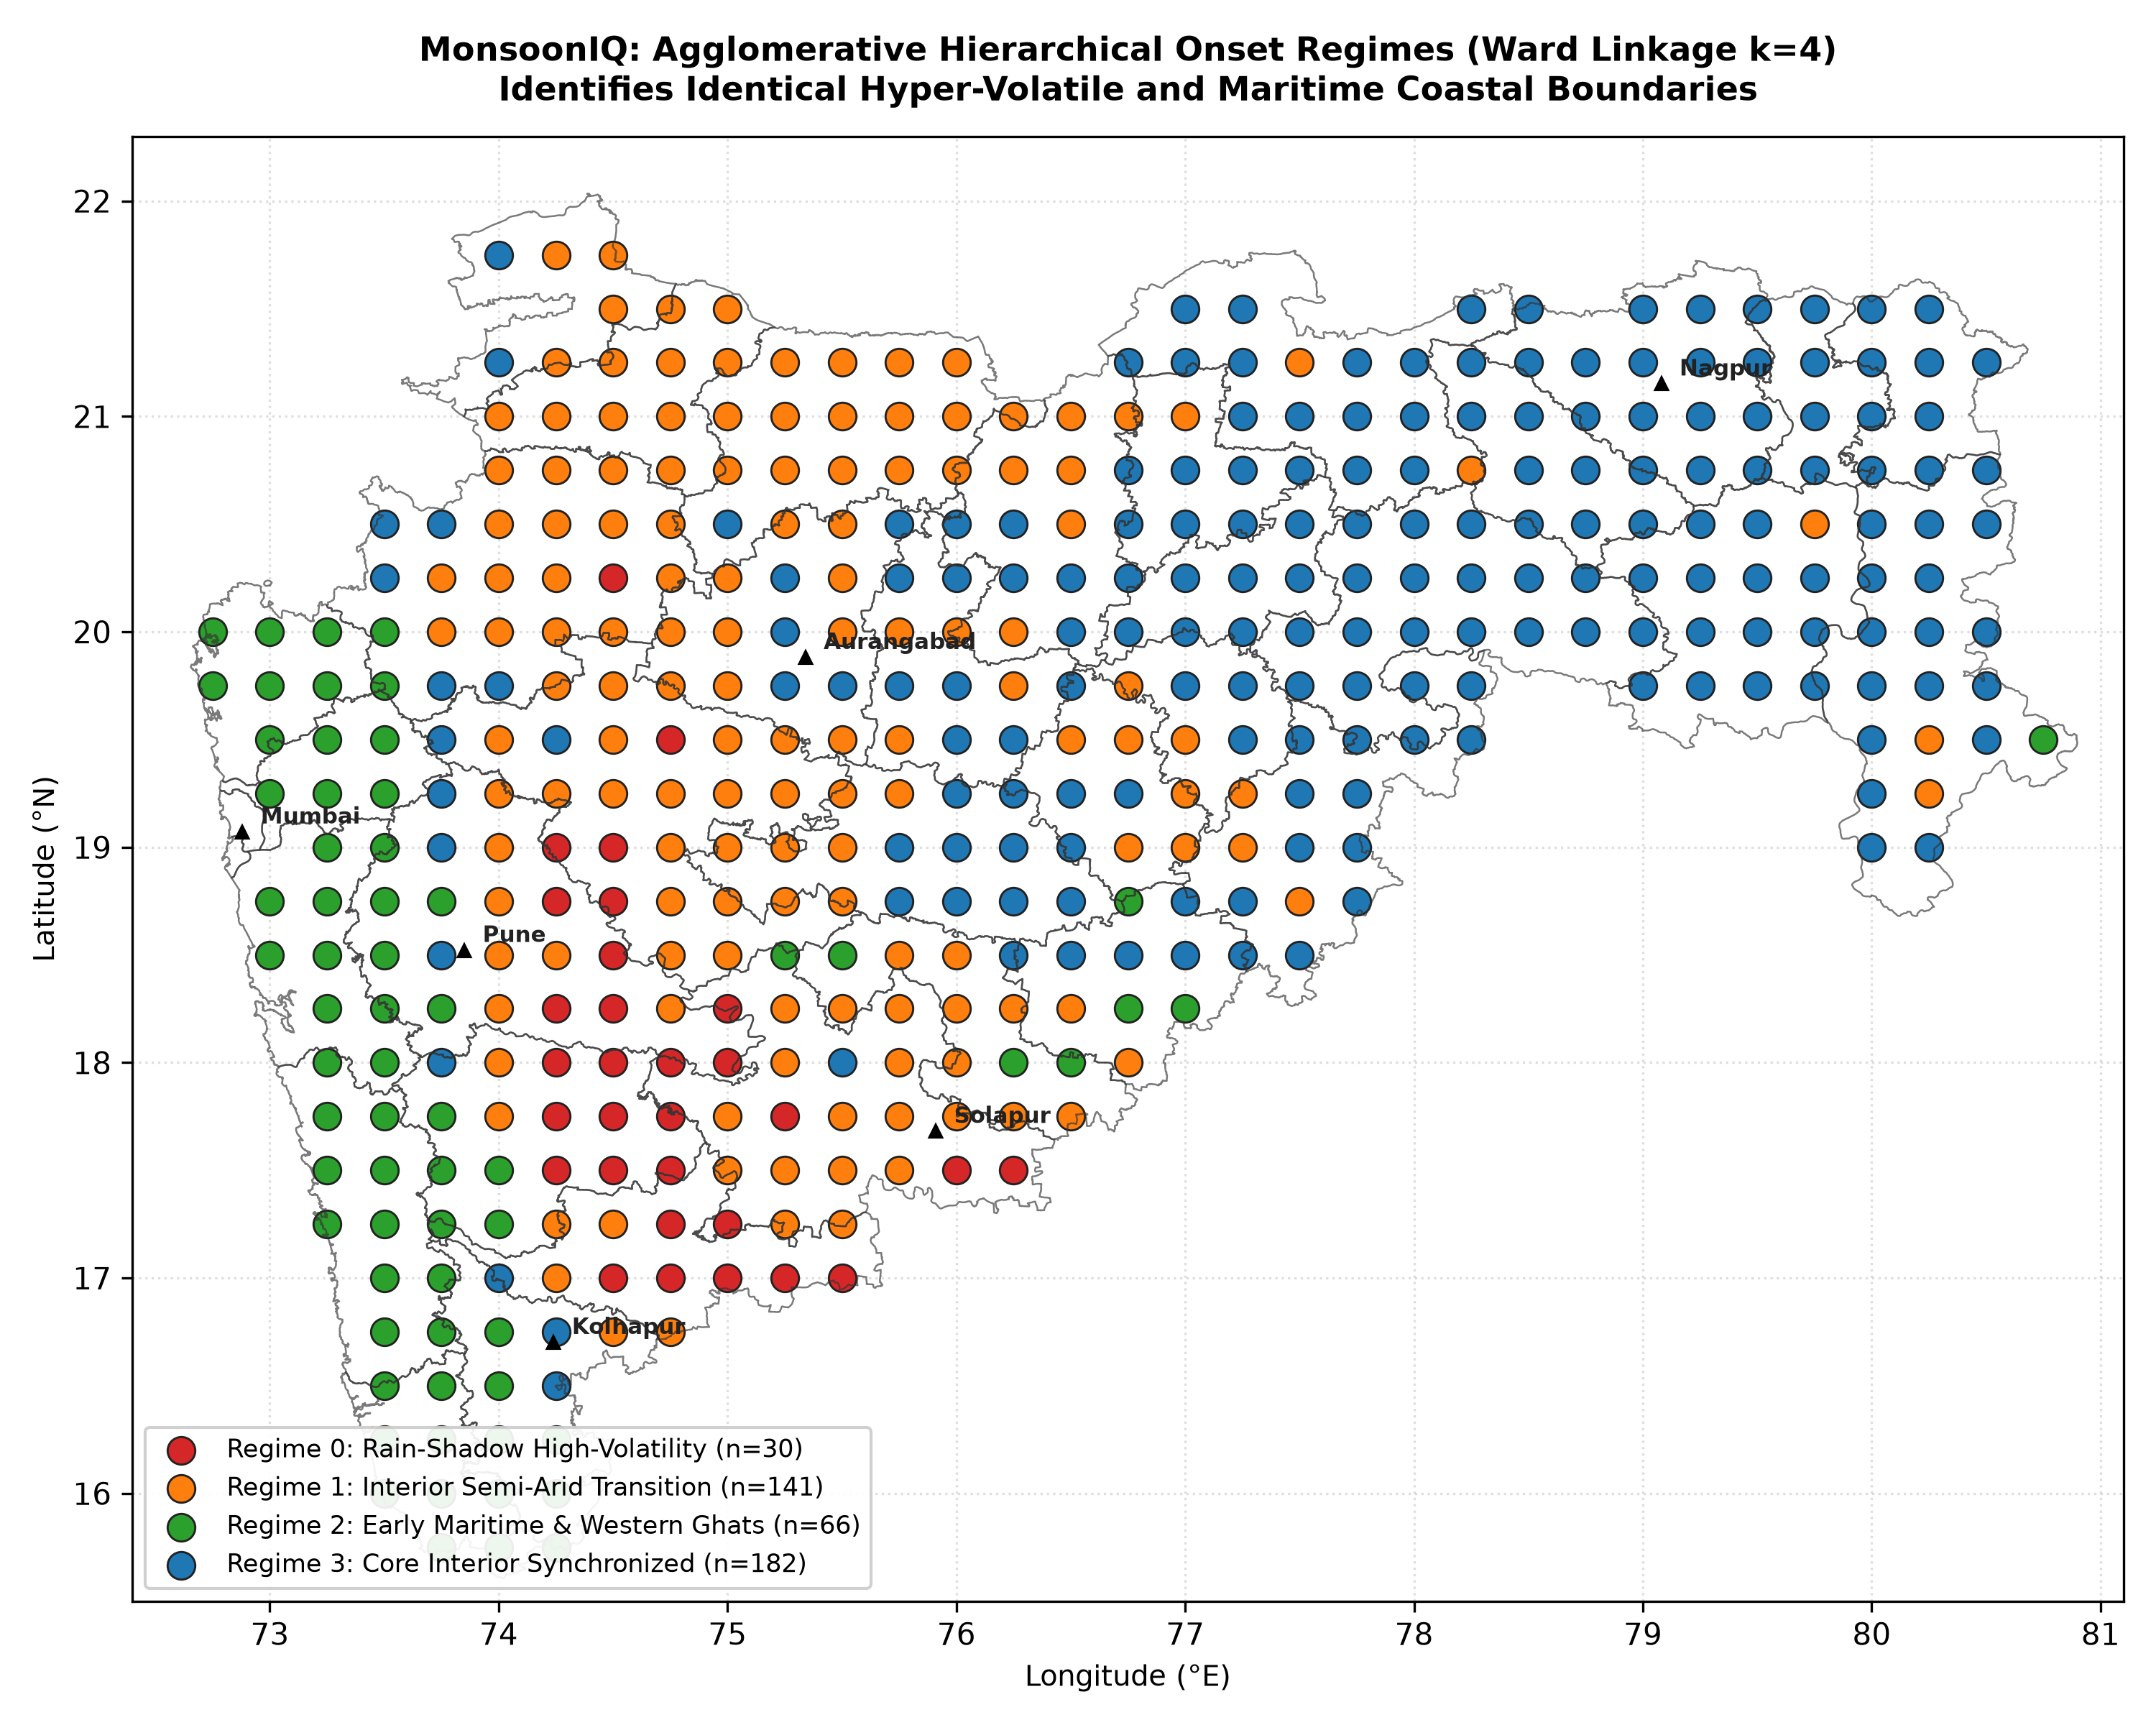 MonsoonIQ: Agglomerative Hierarchical Onset Regimes (Ward Linkage k=4)
Identifies Identical Hyper-Volatile and Maritime Coastal Boundaries
Latitude (°N)
22
21
20
19
18
17
16
Nagpur
Aurangabad
Mumbai
Pune
Solapur
Kolhapur
Regime 0: Rain-Shadow High-Volatility (n=30)
Regime 1: Interior Semi-Arid Transition (n=141)
Regime 2: Early Maritime & Western Ghats (n=66)
Regime 3: Core Interior Synchronized (n=182)
73 74 75 76 77 78 79 80 81
Longitude (°E)